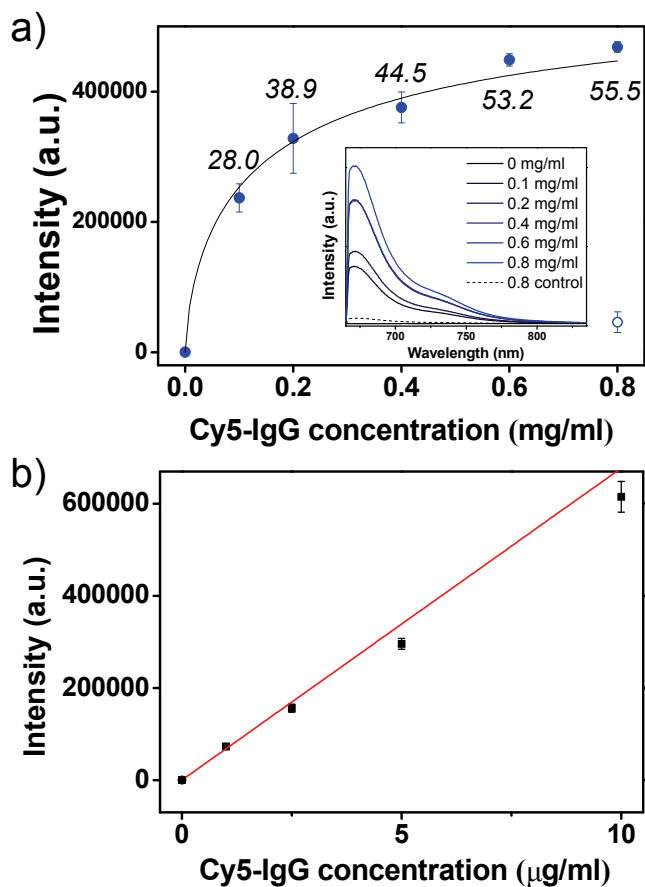 a)
Intensity (a.u.)
400000
200000
0
28.0
38.9
44.5
53.2
55.5
Intensity (a.u.)
0 mg/ml
0.1 mg/ml
0.2 mg/ml
0.4 mg/ml
0.6 mg/ml
0.8 mg/ml
0.8 control
700 750 800
Wavelength (nm)
0.0 0.2 0.4 0.6 0.8
Cy5-IgG concentration (mg/ml)
b)
Intensity (a.u.)
600000
400000
200000
0
0 5 10
Cy5-IgG concentration (μg/ml)